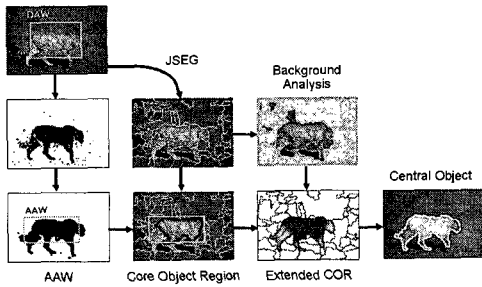 DAW
JSEG
Background
Analysis
Central Object
AAW
AAW
Core Object Region
Extended COR